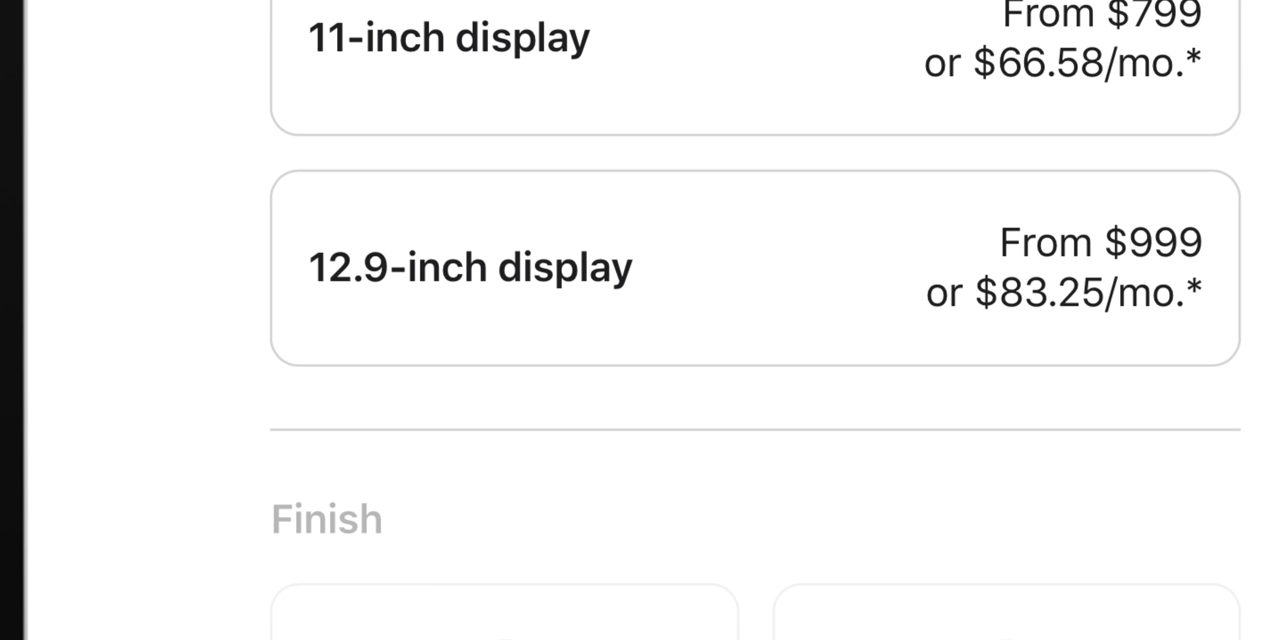 11-inch display
From $799
or $66.58/mo.*
12.9-inch display
From $999
or $83.25/mo.*
Finish